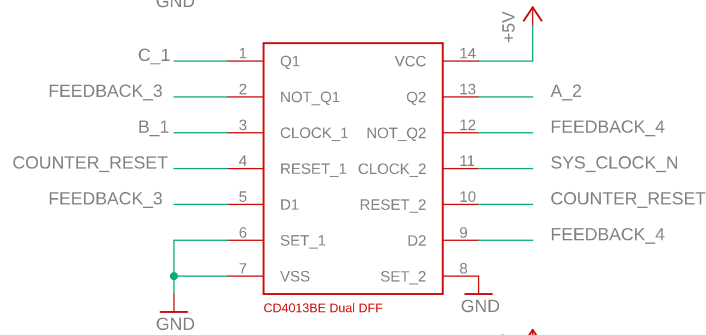 GND
+5V
C_1 1 Q1 VCC 14
FEEDBACK_3 2 NOT_Q1 Q2 13 A_2
B_1 3 CLOCK_1 NOT_Q2 12 FEEDBACK_4
COUNTER_RESET 4 RESET_1 CLOCK_2 11 SYS_CLOCK_N
FEEDBACK_3 5 D1 RESET_2 10 COUNTER_RESET
6 SET_1 D2 9 FEEDBACK_4
7 VSS SET_2 8
CD4013BE Dual DFF
GND
GND